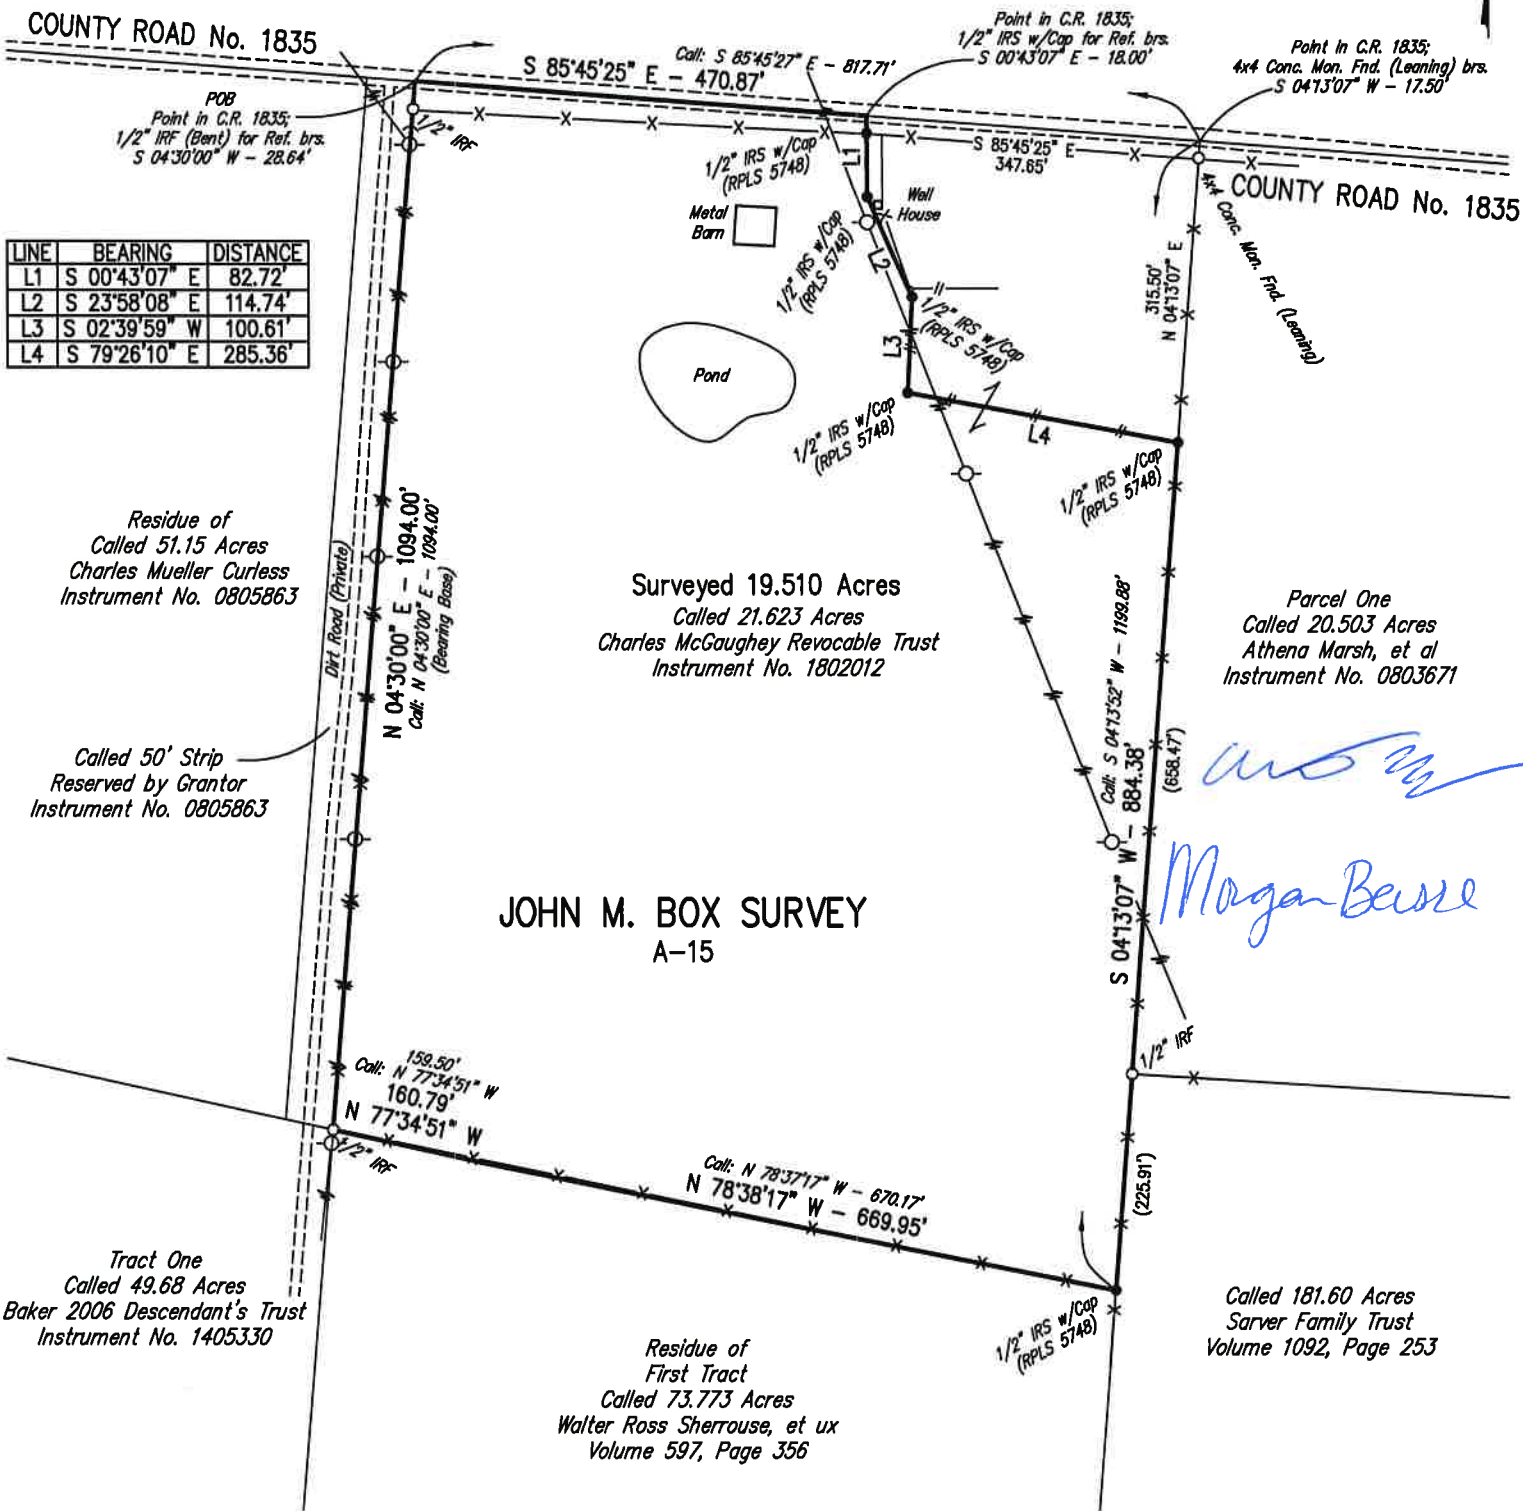 COUNTY ROAD No. 1835
S 85°45'25" E - 470.87'
Call: S 85°45'27" E - 817.71'
Point in C.R. 1835;
1/2" IRS w/Cap for Ref. brs.
S 00°43'07" E - 18.00'
Point in C.R. 1835;
4x4 Conc. Mon. Fnd. (Leaning) brs.
S 04°13'07" W - 17.50'
POB
Point in C.R. 1835;
1/2" IRF (Bent) for Ref. brs.
S 04°30'00" W - 28.64'
1/2" IRF
1/2" IRS w/Cap
(RPLS 5748)
L1
S 85°45'25" E
347.65'
COUNTY ROAD No. 1835
4x4 Conc. Mon. Fnd. (Leaning)
Metal
Barn
Well
House
1/2" IRS w/Cap
(RPLS 5748)
L2
315.50'
N 04°13'07" E
LINE BEARING DISTANCE
L1 S 00°43'07" E 82.72'
L2 S 23°58'08" E 114.74'
L3 S 02°39'59" W 100.61'
L4 S 79°26'10" E 285.36'
1/2" IRS w/Cap
(RPLS 5748)
L3
Pond
1/2" IRS w/Cap
(RPLS 5748)
L4
1/2" IRS w/Cap
(RPLS 5748)
Residue of
Called 51.15 Acres
Charles Mueller Curless
Instrument No. 0805863
Dirt Road (Private)
N 04°30'00" E - 1094.00'
Call: N 04°30'00" E - 1094.00'
(Bearing Base)
Surveyed 19.510 Acres
Called 21.623 Acres
Charles McGaughey Revocable Trust
Instrument No. 1802012
Parcel One
Called 20.503 Acres
Athena Marsh, et al
Instrument No. 0803671
Call: S 04°13'52" W - 1199.88'
S 04°13'07" W - 884.38'
(658.47')
Called 50' Strip
Reserved by Grantor
Instrument No. 0805863
Morgan
JOHN M. BOX SURVEY
A-15
1/2" IRF
159.50'
Call: N 77°34'51" W
160.79'
N 77°34'51" W
1/2" IRF
Call: N 78°37'17" W - 670.17'
N 78°38'17" W - 669.95'
(225.91')
Tract One
Called 49.68 Acres
Baker 2006 Descendant's Trust
Instrument No. 1405330
1/2" IRS w/Cap
(RPLS 5748)
Called 181.60 Acres
Sarver Family Trust
Volume 1092, Page 253
Residue of
First Tract
Called 73.773 Acres
Walter Ross Sherrouse, et ux
Volume 597, Page 356